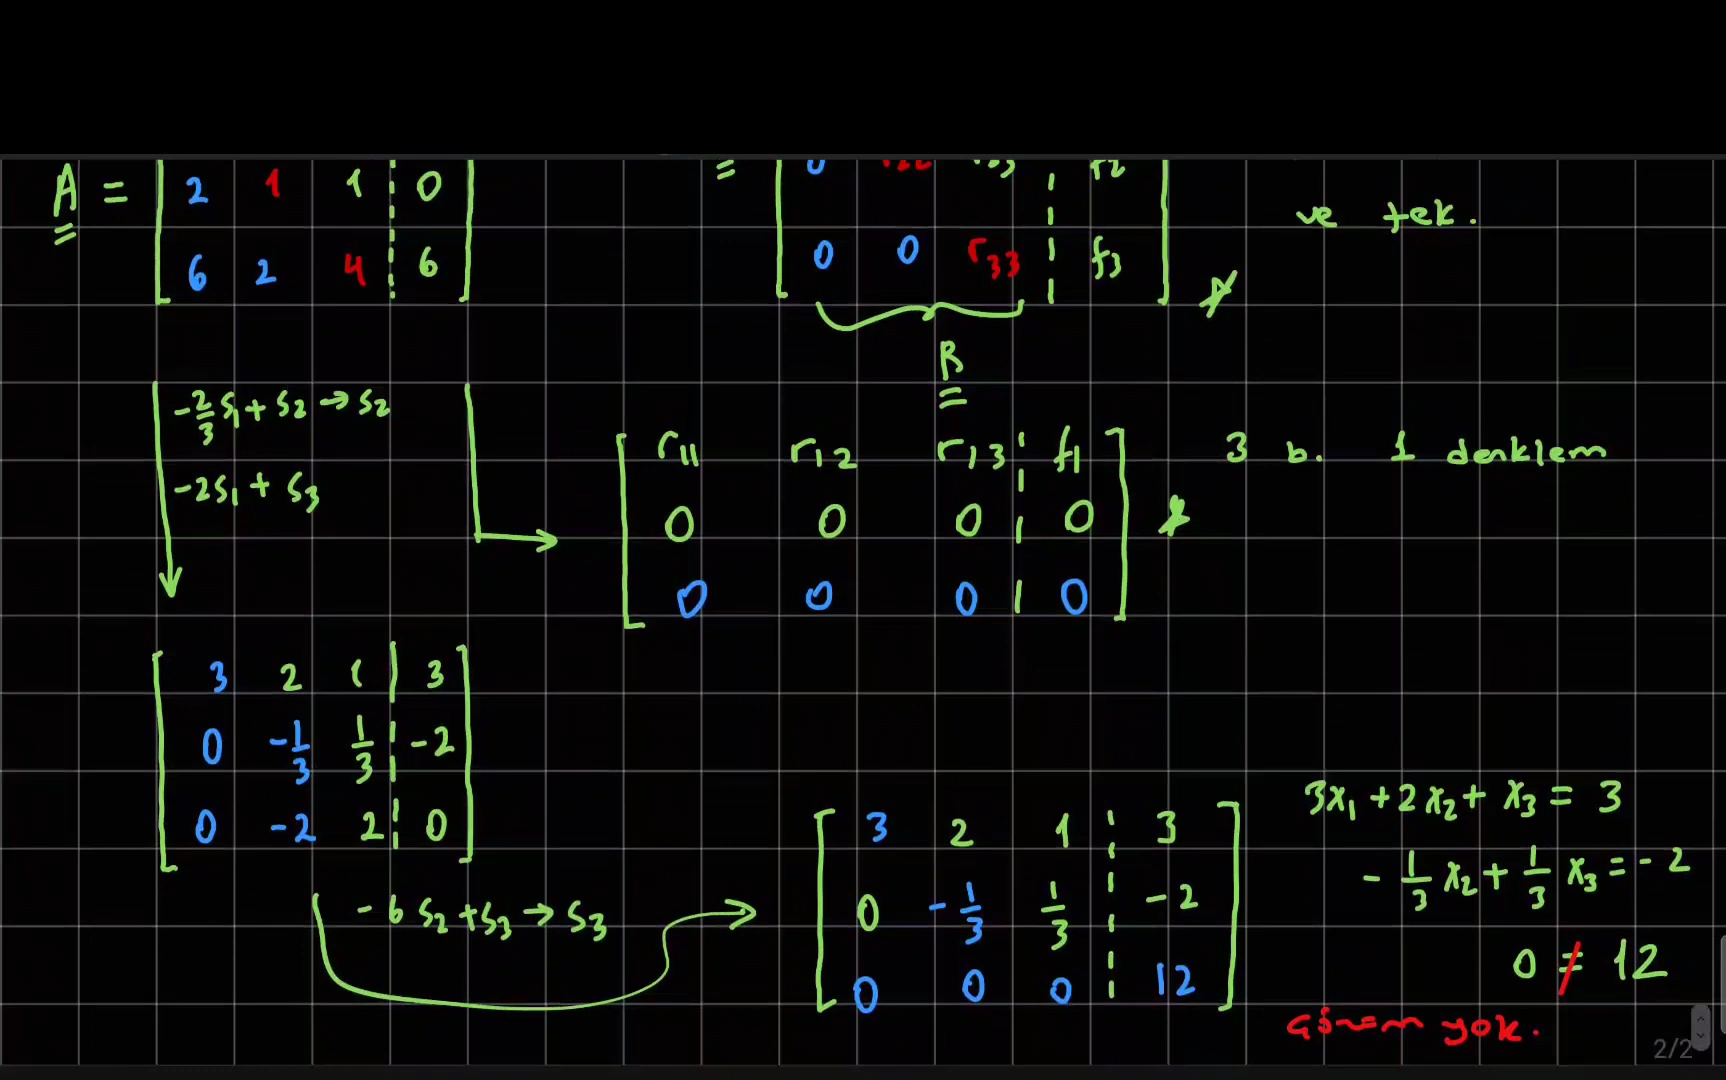 A = [ 2 1 1 | 0
6 2 4 | 6 ]
= [ 0 r22 r23 | f2
0 0 r33 | f3 ]
R
ve tek.
-2/3 s1 + s2 → s2
-2s1 + s3
[ r11 r12 r13 | f1
0 0 0 | 0
0 0 0 | 0 ]
3 b. 1 denklem
[ 3 2 1 | 3
0 -1/3 1/3 | -2
0 -2 2 | 0 ]
-6 s2 + s3 → s3
[ 3 2 1 | 3
0 -1/3 1/3 | -2
0 0 0 | 12 ]
3x1 + 2x2 + x3 = 3
-1/3 x2 + 1/3 x3 = -2
0 ≠ 12
çözüm yok.
2/2